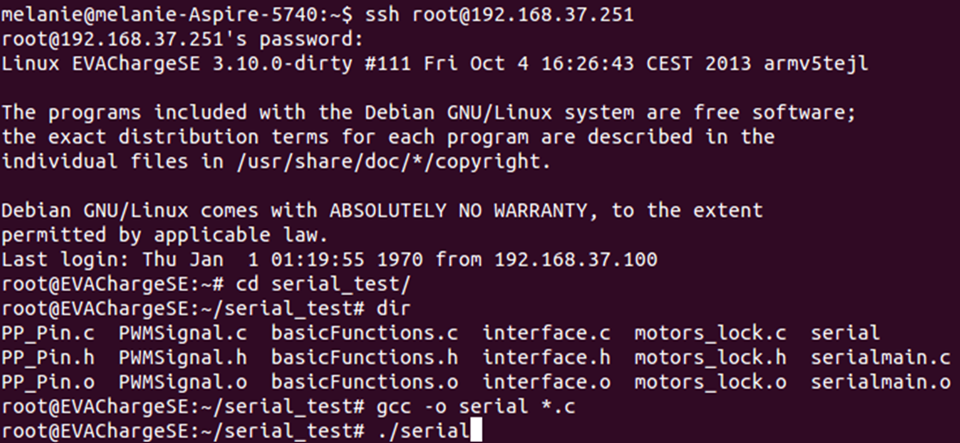 melanie@melanie-Aspire-5740:~$ ssh root@192.168.37.251
root@192.168.37.251's password:
Linux EVAChargeSE 3.10.0-dirty #111 Fri Oct 4 16:26:43 CEST 2013 armv5tejl
The programs included with the Debian GNU/Linux system are free software;
the exact distribution terms for each program are described in the
individual files in /usr/share/doc/*/copyright.
Debian GNU/Linux comes with ABSOLUTELY NO WARRANTY, to the extent
permitted by applicable law.
Last login: Thu Jan  1 01:19:55 1970 from 192.168.37.100
root@EVAChargeSE:~# cd serial_test/
root@EVAChargeSE:~/serial_test# dir
PP_Pin.c  PWMSignal.c  basicFunctions.c  interface.c  motors_lock.c  serial
PP_Pin.h  PWMSignal.h  basicFunctions.h  interface.h  motors_lock.h  serialmain.c
PP_Pin.o  PWMSignal.o  basicFunctions.o  interface.o  motors_lock.o  serialmain.o
root@EVAChargeSE:~/serial_test# gcc -o serial *.c
root@EVAChargeSE:~/serial_test# ./serial